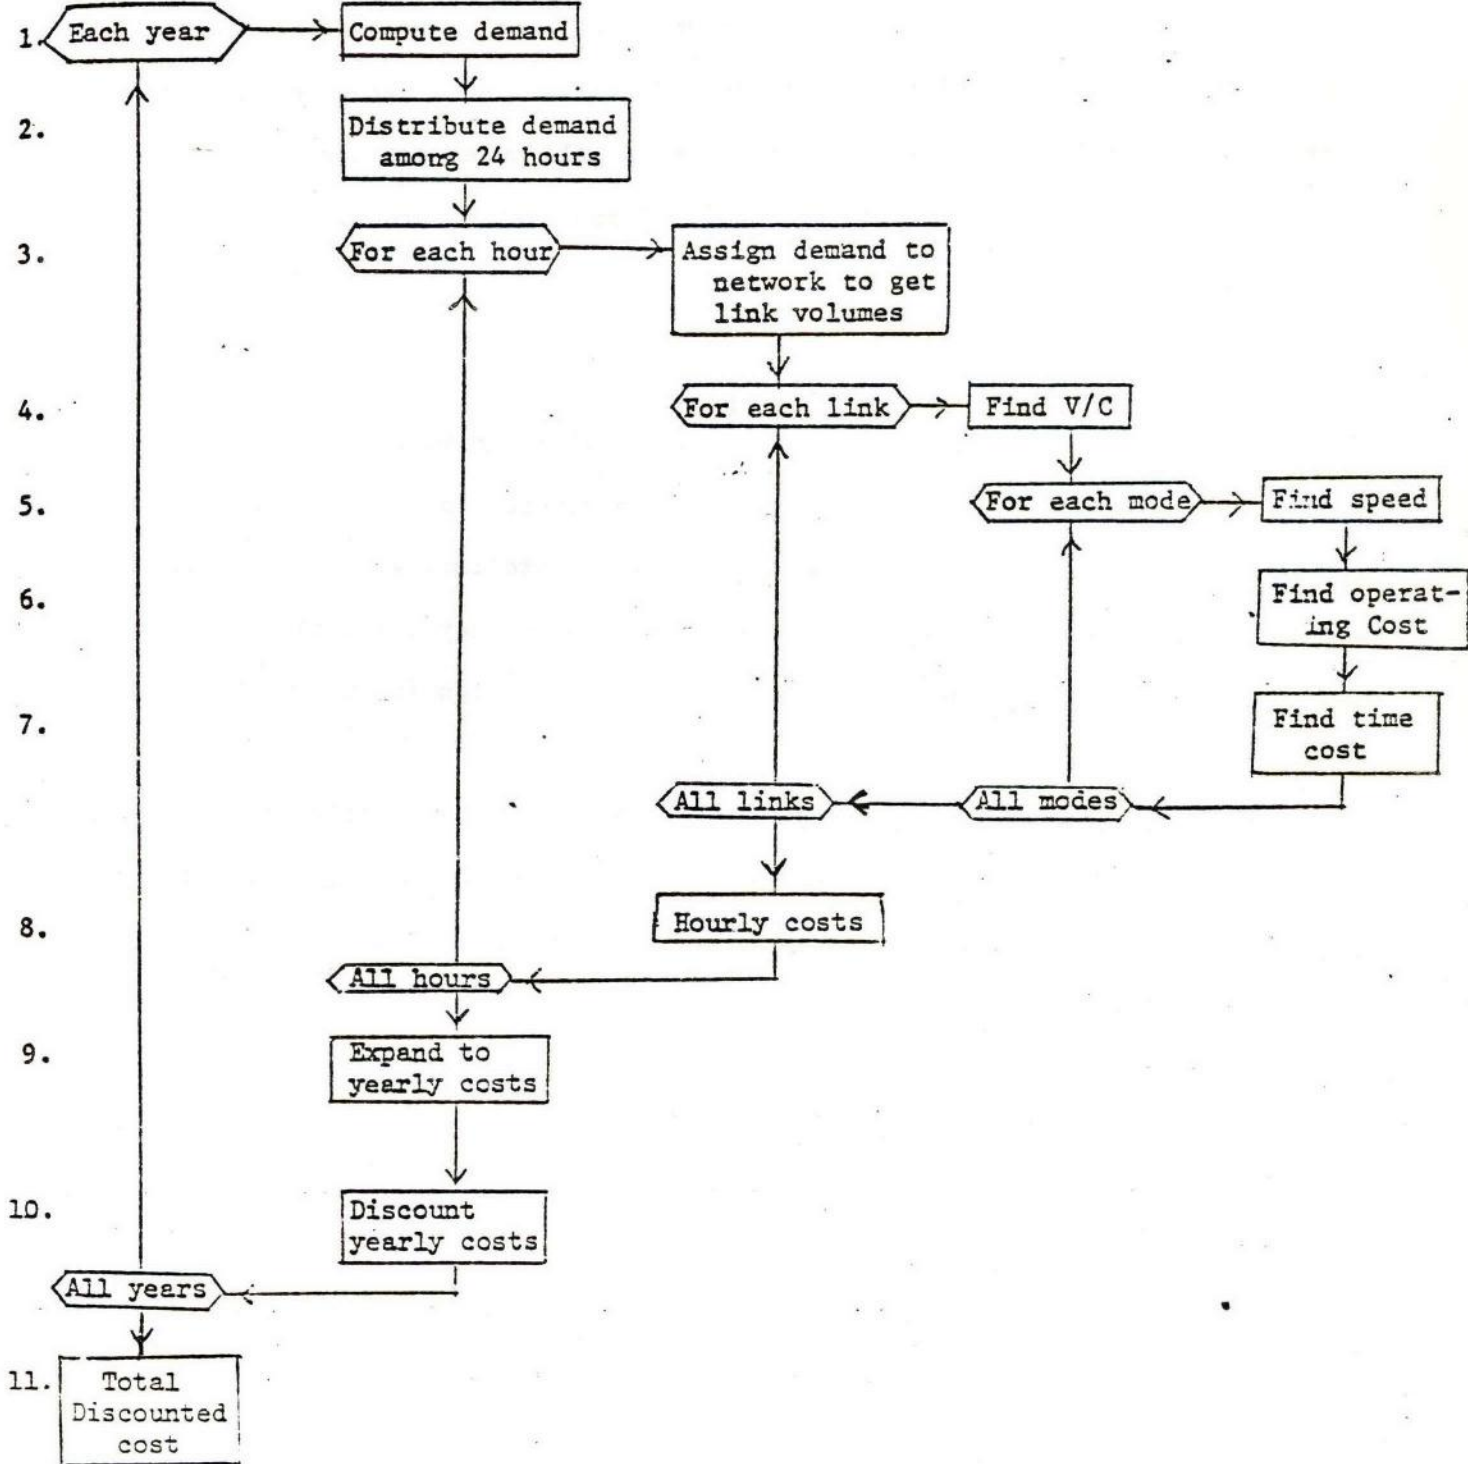 1. Each year
Compute demand
2. Distribute demand
among 24 hours
3. For each hour
Assign demand to
network to get
link volumes
4. For each link
Find V/C
5. For each mode
Find speed
6. Find operat-
ing Cost
7. Find time
cost
All links
All modes
8. Hourly costs
All hours
9. Expand to
yearly costs
10. Discount
yearly costs
All years
11. Total
Discounted
cost